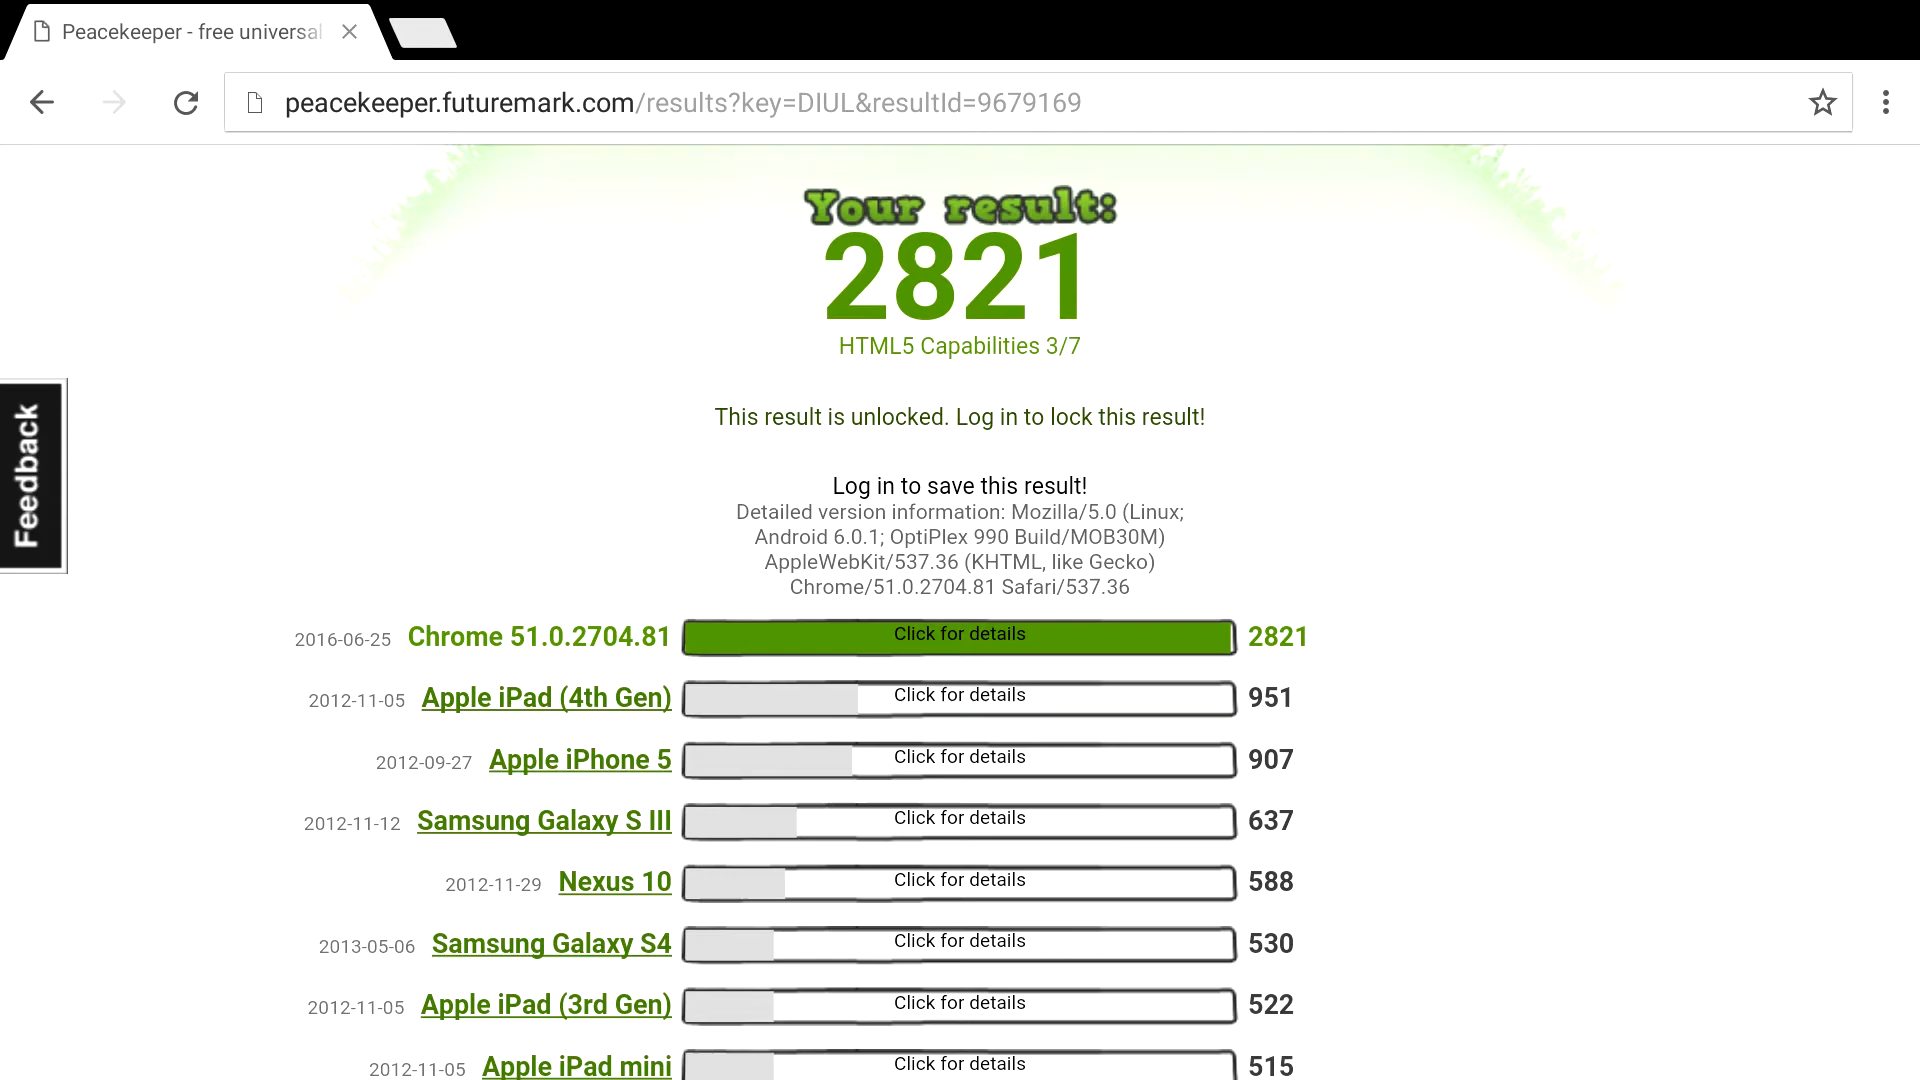 Peacekeeper - free universal
peacekeeper.futuremark.com/results?key=DIUL&resultId=9679169
Your result:
2821
HTML5 Capabilities 3/7
This result is unlocked. Log in to lock this result!
Feedback
Log in to save this result!
Detailed version information: Mozilla/5.0 (Linux;
Android 6.0.1; OptiPlex 990 Build/MOB30M)
AppleWebKit/537.36 (KHTML, like Gecko)
Chrome/51.0.2704.81 Safari/537.36
2016-06-25 Chrome 51.0.2704.81 Click for details 2821
2012-11-05 Apple iPad (4th Gen) Click for details 951
2012-09-27 Apple iPhone 5 Click for details 907
2012-11-12 Samsung Galaxy S III Click for details 637
2012-11-29 Nexus 10 Click for details 588
2013-05-06 Samsung Galaxy S4 Click for details 530
2012-11-05 Apple iPad (3rd Gen) Click for details 522
2012-11-05 Apple iPad mini Click for details 515